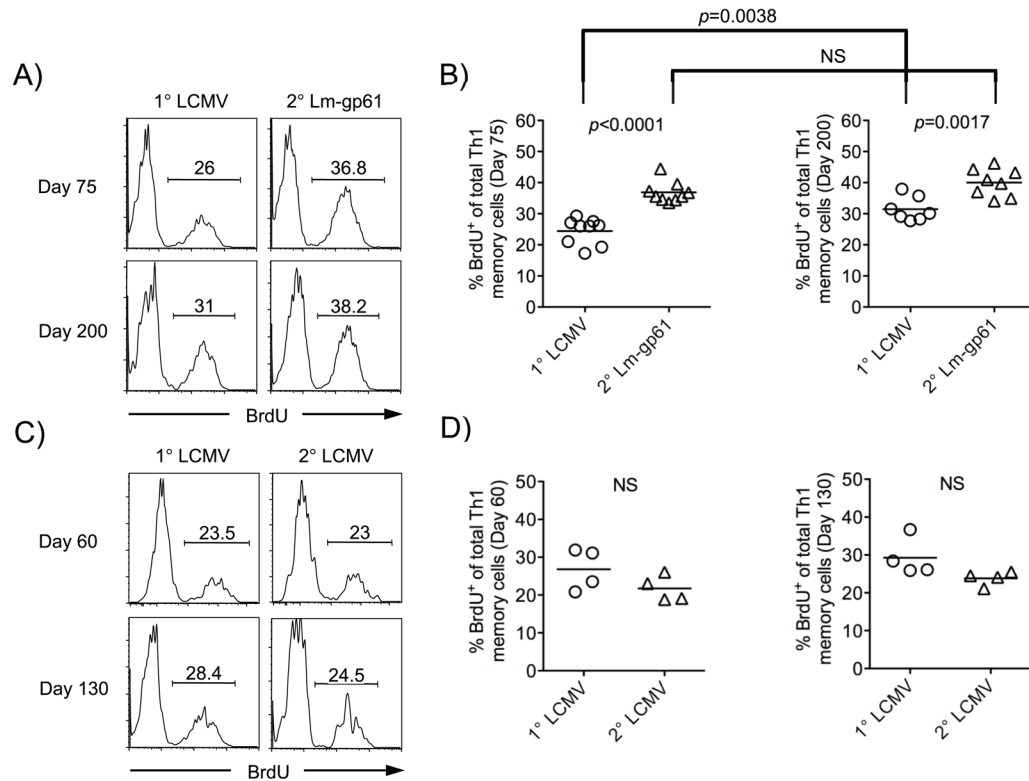 p=0.0038
NS
A)
1° LCMV
2° Lm-gp61
Day 75
26
36.8
Day 200
31
38.2
BrdU
B)
% BrdU+ of total Th1
memory cells (Day 75)
60
50
40
30
20
10
0
p<0.0001
1° LCMV
2° Lm-gp61
% BrdU+ of total Th1
memory cells (Day 200)
60
50
40
30
20
10
0
p=0.0017
1° LCMV
2° Lm-gp61
C)
1° LCMV
2° LCMV
Day 60
23.5
23
Day 130
28.4
24.5
BrdU
D)
% BrdU+ of total Th1
memory cells (Day 60)
50
40
30
20
10
0
NS
1° LCMV
2° LCMV
% BrdU+ of total Th1
memory cells (Day 130)
50
40
30
20
10
0
NS
1° LCMV
2° LCMV